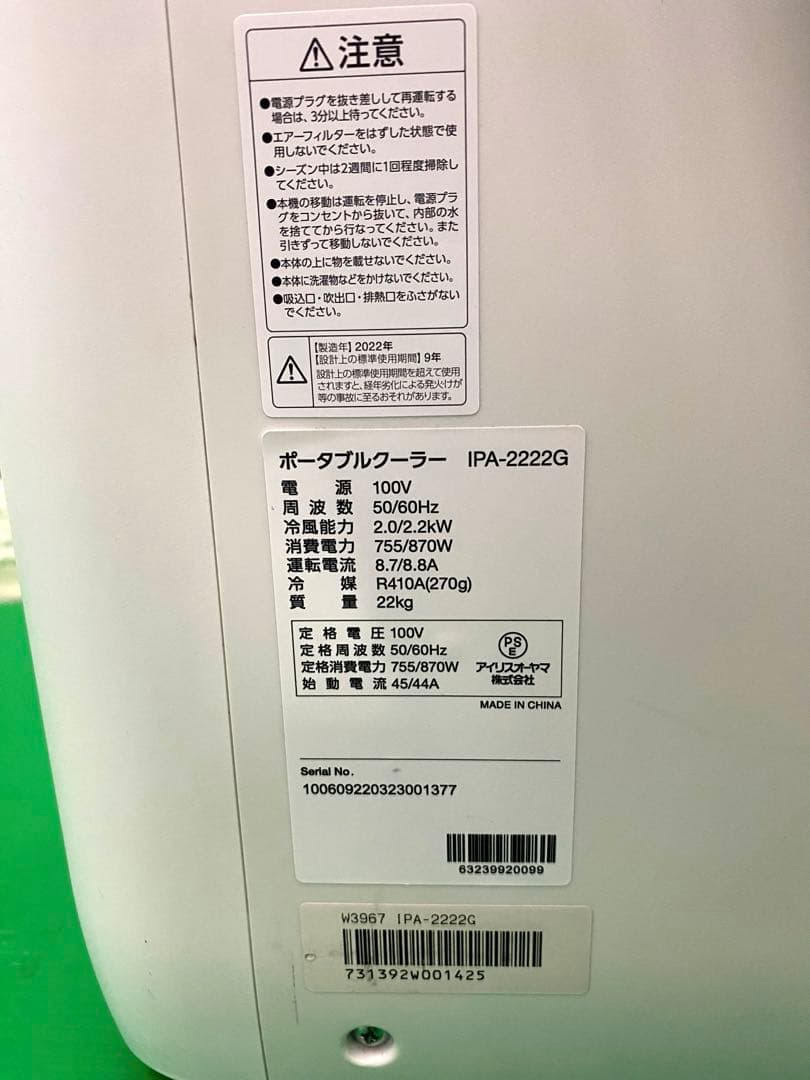 注意
●電源プラグを抜き差しして再運転する
場合は、3分以上待ってください。
●エアーフィルターをはずした状態で使
用しないでください。
●シーズン中は2週間に1回程度掃除し
てください。
●本機の移動は運転を停止し、電源プラ
グをコンセントから抜いて、内部の水
を捨ててから行なってください。また
引きずって移動しないでください。
●本体の上に物を載せないでください。
●本体に洗濯物などをかけないでください。
●吸込口・吹出口・排熱口をふさがない
でください。
【製造年】2022年
【設計上の標準使用期間】9年
設計上の標準使用期間を超えて使用
されますと、経年劣化による発火けが
等の事故に至るおそれがあります。
ポータブルクーラー IPA-2222G
電源 100V
周波数 50/60Hz
冷風能力 2.0/2.2kW
消費電力 755/870W
運転電流 8.7/8.8A
冷媒 R410A(270g)
質量 22kg
定格電圧 100V
定格周波数 50/60Hz
定格消費電力 755/870W
始動電流 45/44A
PS
E
アイリスオーヤマ
株式会社
MADE IN CHINA
Serial No.
100609220323001377
63239920099
W3967 IPA-2222G
731392W001425